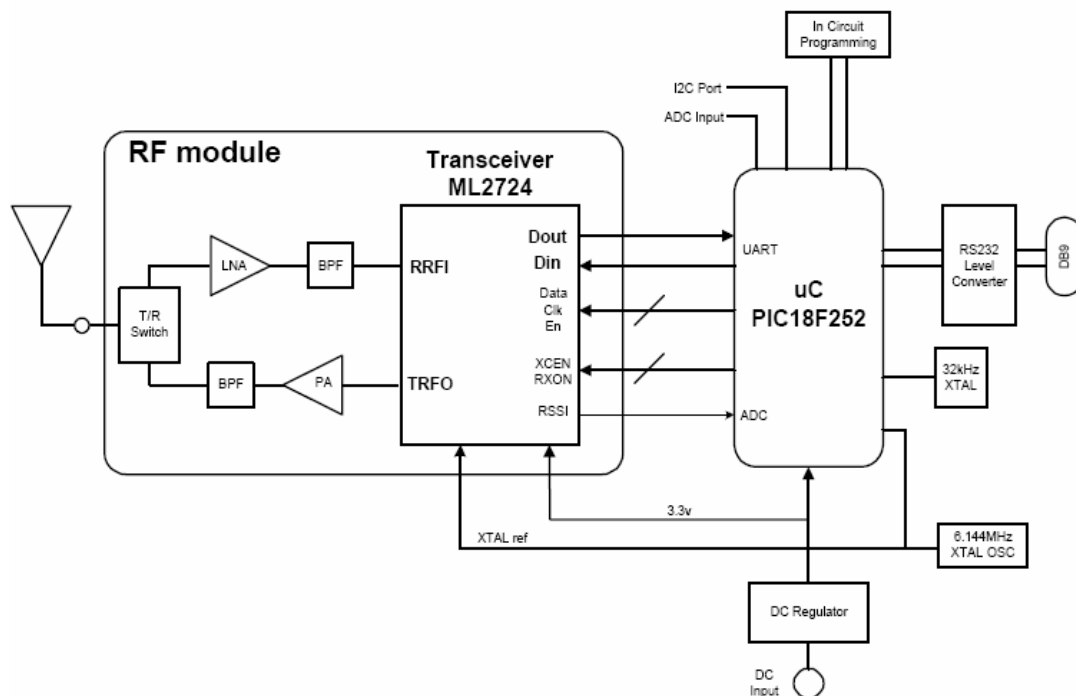 In Circuit
Programming
I2C Port
ADC Input
RF module
Transceiver
ML2724
LNA
BPF
RRFI
Dout
Din
UART
Data
Clk
En
uC
PIC18F252
RS232
Level
Converter
DB9
T/R
Switch
BPF
PA
TRFO
XCEN
RXON
RSSI
ADC
32kHz
XTAL
3.3v
XTAL ref
6.144MHz
XTAL OSC
DC Regulator
DC
Input